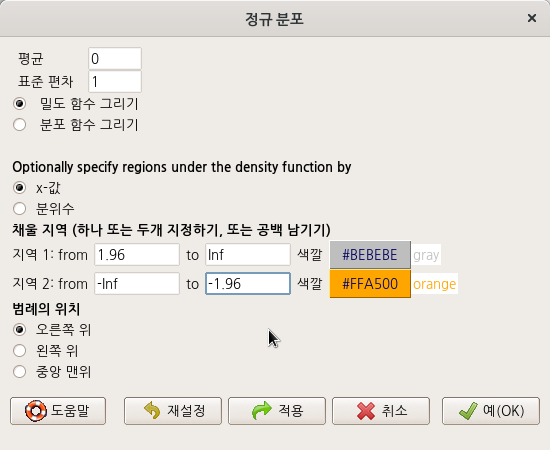 정규 분포
평균 0
표준 편차 1
밀도 함수 그리기
분포 함수 그리기
Optionally specify regions under the density function by
x-값
분위수
채울 지역 (하나 또는 두개 지정하기, 또는 공백 남기기)
지역 1: from 1.96 to Inf 색깔 #BEBEBE gray
지역 2: from -Inf to -1.96 색깔 #FFA500 orange
범례의 위치
오른쪽 위
왼쪽 위
중앙 맨위
도움말 재설정 적용 취소 예(OK)